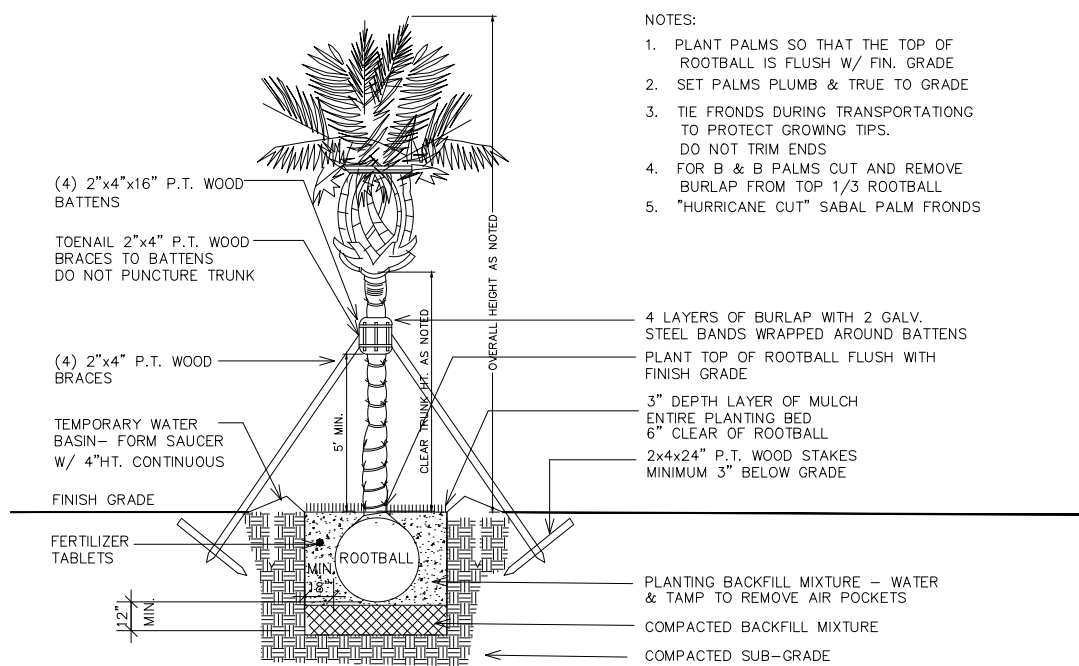 NOTES:
1. PLANT PALMS SO THAT THE TOP OF
ROOTBALL IS FLUSH W/ FIN. GRADE
2. SET PALMS PLUMB & TRUE TO GRADE
3. TIE FRONDS DURING TRANSPORTATIONG
TO PROTECT GROWING TIPS.
DO NOT TRIM ENDS
4. FOR B & B PALMS CUT AND REMOVE
BURLAP FROM TOP 1/3 ROOTBALL
5. "HURRICANE CUT" SABAL PALM FRONDS
(4) 2"x4"x16" P.T. WOOD
BATTENS
TOENAIL 2"x4" P.T. WOOD
BRACES TO BATTENS
DO NOT PUNCTURE TRUNK
(4) 2"x4" P.T. WOOD
BRACES
TEMPORARY WATER
BASIN- FORM SAUCER
W/ 4"HT. CONTINUOUS
FINISH GRADE
FERTILIZER
TABLETS
12"
MIN.
MIN.
18"
ROOTBALL
5' MIN.
CLEAR TRUNK HT. AS NOTED
OVERALL HEIGHT AS NOTED
4 LAYERS OF BURLAP WITH 2 GALV.
STEEL BANDS WRAPPED AROUND BATTENS
PLANT TOP OF ROOTBALL FLUSH WITH
FINISH GRADE
3" DEPTH LAYER OF MULCH
ENTIRE PLANTING BED
6" CLEAR OF ROOTBALL
2x4x24" P.T. WOOD STAKES
MINIMUM 3" BELOW GRADE
PLANTING BACKFILL MIXTURE - WATER
& TAMP TO REMOVE AIR POCKETS
COMPACTED BACKFILL MIXTURE
COMPACTED SUB-GRADE